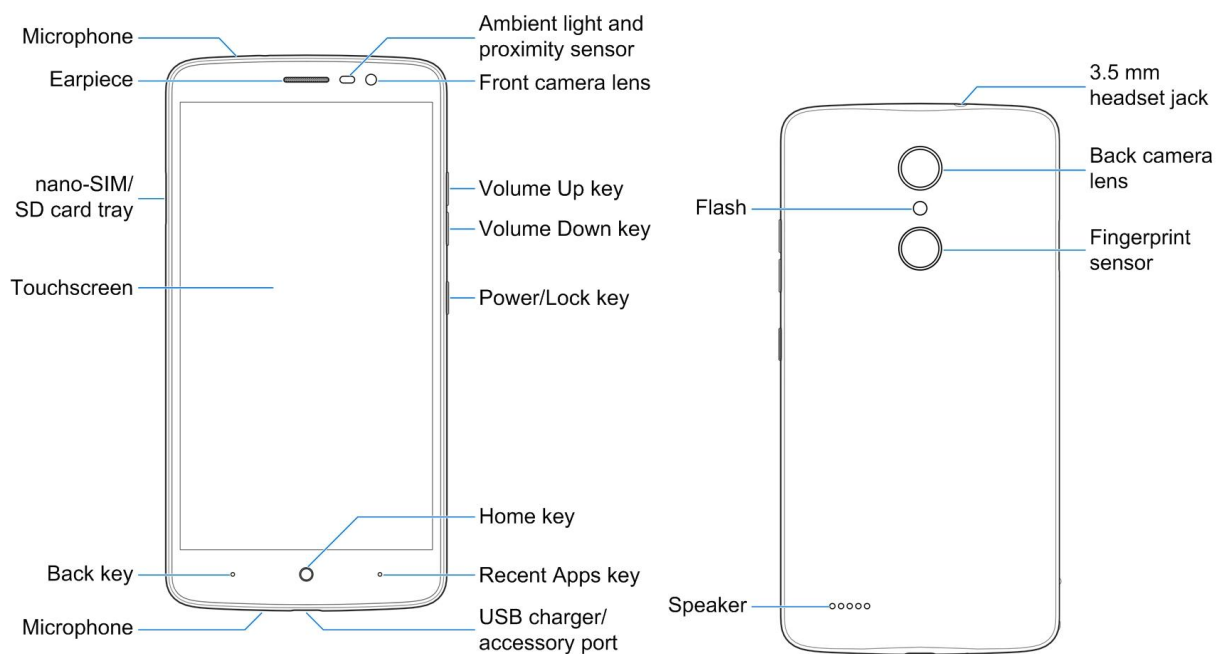 Microphone
Earpiece
nano-SIM/
SD card tray
Touchscreen
Back key
Microphone
Ambient light and
proximity sensor
Front camera lens
Volume Up key
Volume Down key
Power/Lock key
Home key
Recent Apps key
USB charger/
accessory port
Flash
Speaker
3.5 mm
headset jack
Back camera
lens
Fingerprint
sensor